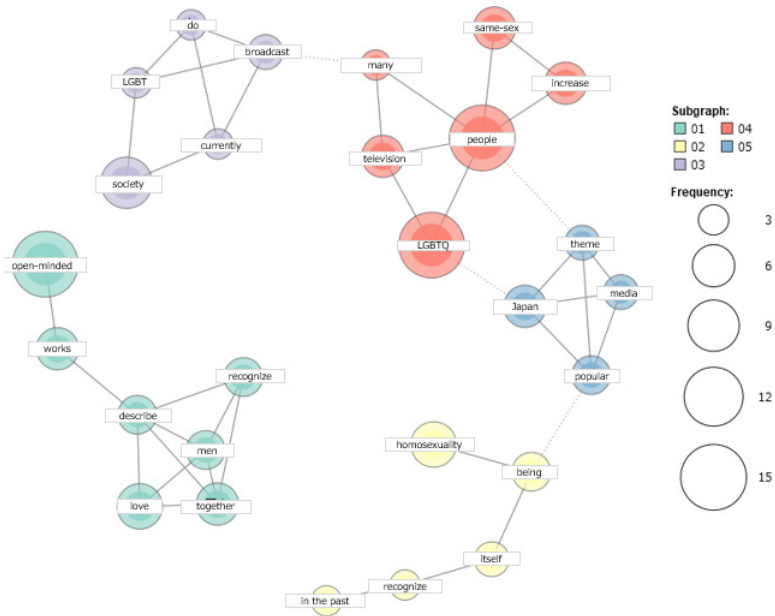 do
broadcast
LGBT
currently
society
many
same-sex
increase
people
television
LGBTQ
theme
media
Japan
popular
open-minded
works
recognize
describe
men
love
together
homosexuality
being
itself
recognize
in the past
Subgraph:
01 04
02 05
03
Frequency:
3
6
9
12
15